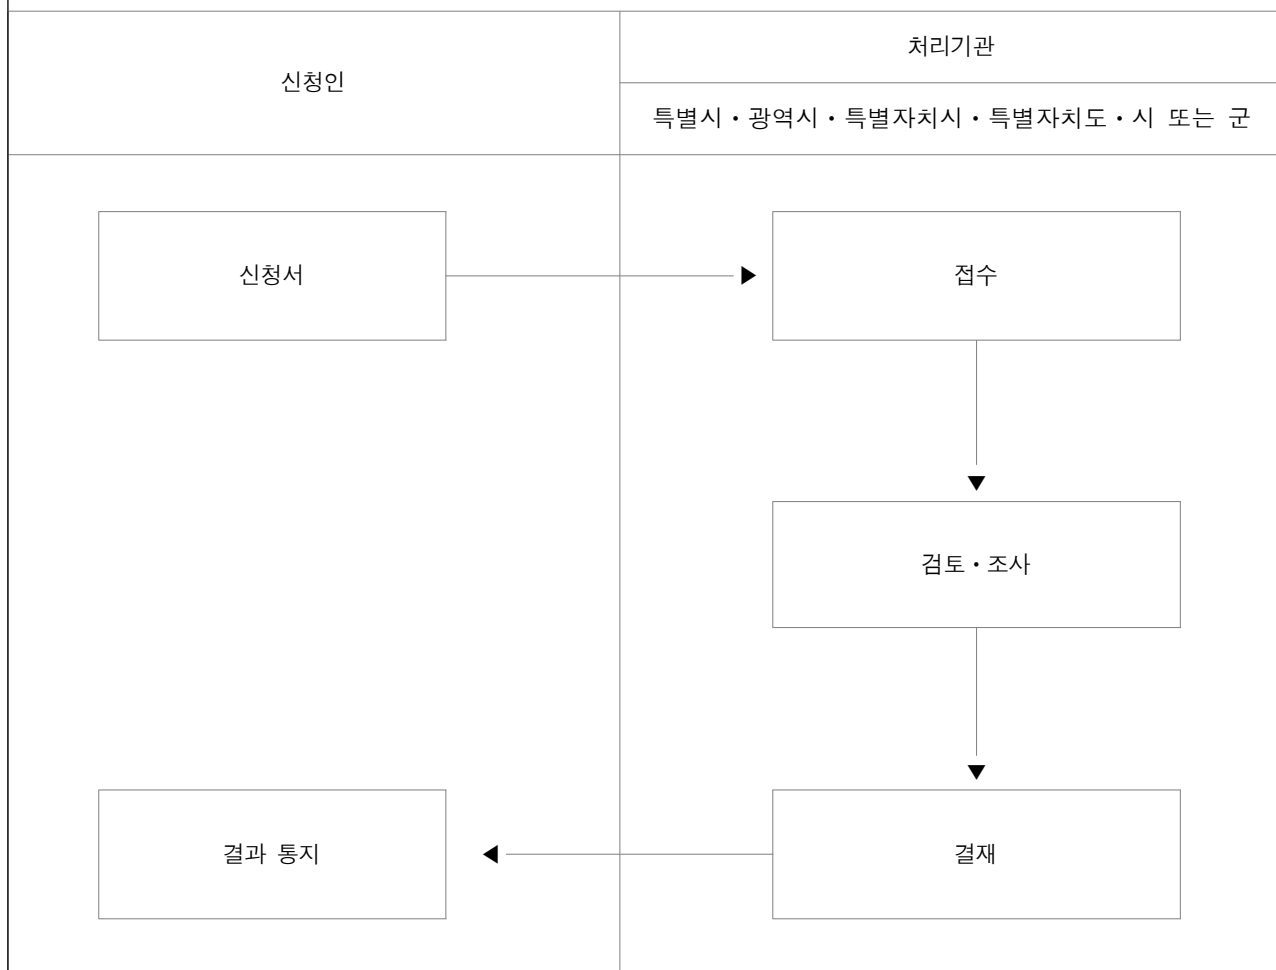 신청인
처리기관
특별시・광역시・특별자치시・특별자치도・시 또는 군
신청서
접수
검토・조사
결과 통지
결재